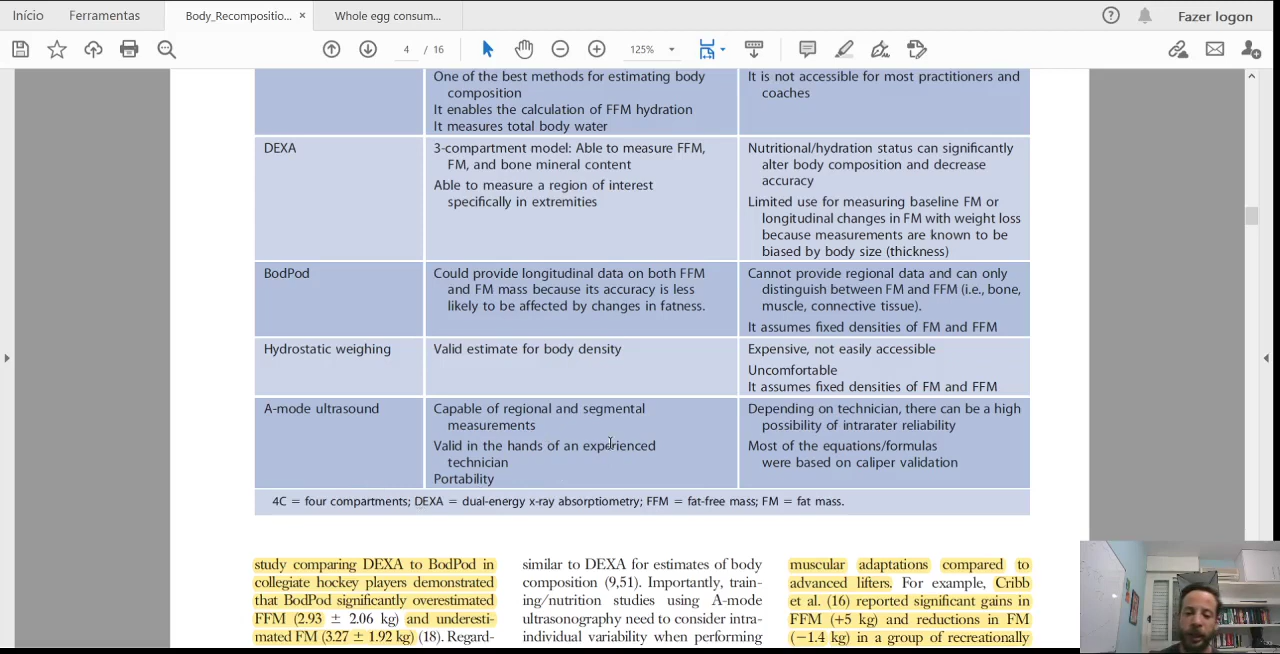 Início Ferramentas Body_Recompositio... × Whole egg consum... Fazer logon
4 / 16 125%
One of the best methods for estimating body
composition
It enables the calculation of FFM hydration
It measures total body water
It is not accessible for most practitioners and
coaches
DEXA
3-compartment model: Able to measure FFM,
FM, and bone mineral content
Able to measure a region of interest
specifically in extremities
Nutritional/hydration status can significantly
alter body composition and decrease
accuracy
Limited use for measuring baseline FM or
longitudinal changes in FM with weight loss
because measurements are known to be
biased by body size (thickness)
BodPod
Could provide longitudinal data on both FFM
and FM mass because its accuracy is less
likely to be affected by changes in fatness.
Cannot provide regional data and can only
distinguish between FM and FFM (i.e., bone,
muscle, connective tissue).
It assumes fixed densities of FM and FFM
Hydrostatic weighing
Valid estimate for body density
Expensive, not easily accessible
Uncomfortable
It assumes fixed densities of FM and FFM
A-mode ultrasound
Capable of regional and segmental
measurements
Valid in the hands of an experienced
technician
Portability
Depending on technician, there can be a high
possibility of intrarater reliability
Most of the equations/formulas
were based on caliper validation
4C = four compartments; DEXA = dual-energy x-ray absorptiometry; FFM = fat-free mass; FM = fat mass.
study comparing DEXA to BodPod in
collegiate hockey players demonstrated
that BodPod significantly overestimated
FFM (2.93 ± 2.06 kg) and underesti-
mated FM (3.27 ± 1.92 kg) (18). Regard-
similar to DEXA for estimates of body
composition (9,51). Importantly, train-
ing/nutrition studies using A-mode
ultrasonography need to consider intra-
individual variability when performing
muscular adaptations compared to
advanced lifters. For example, Cribb
et al. (16) reported significant gains in
FFM (+5 kg) and reductions in FM
(−1.4 kg) in a group of recreationally